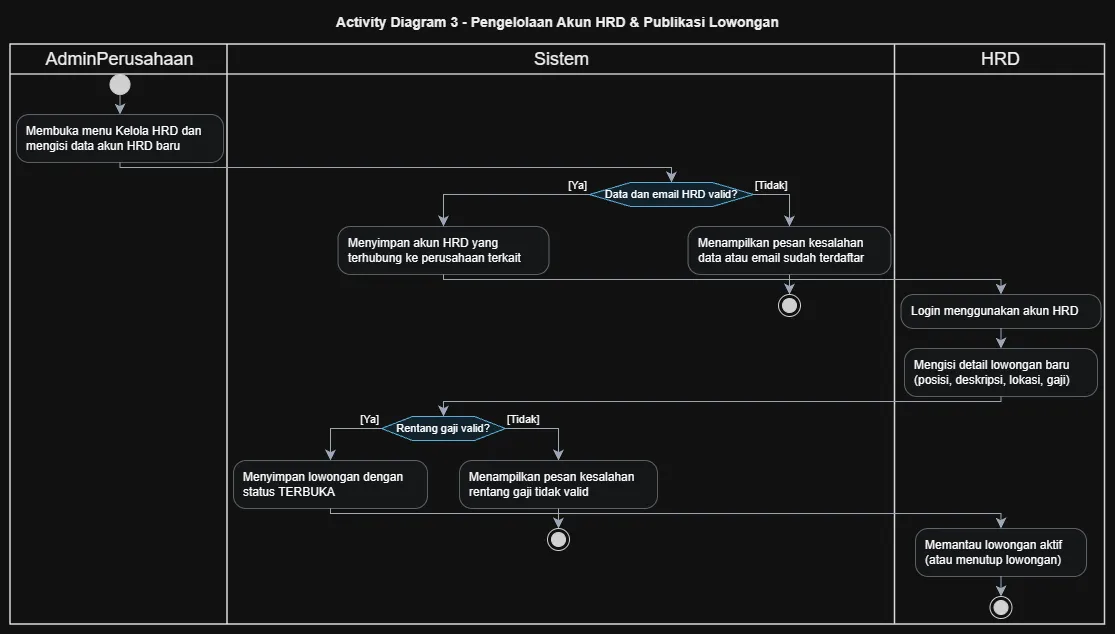 Activity Diagram 3 - Pengelolaan Akun HRD & Publikasi Lowongan
AdminPerusahaan
Sistem
HRD
Membuka menu Kelola HRD dan
mengisi data akun HRD baru
[Ya]
Data dan email HRD valid?
[Tidak]
Menyimpan akun HRD yang
terhubung ke perusahaan terkait
Menampilkan pesan kesalahan
data atau email sudah terdaftar
Login menggunakan akun HRD
Mengisi detail lowongan baru
(posisi, deskripsi, lokasi, gaji)
[Ya]
Rentang gaji valid?
[Tidak]
Menyimpan lowongan dengan
status TERBUKA
Menampilkan pesan kesalahan
rentang gaji tidak valid
Memantau lowongan aktif
(atau menutup lowongan)